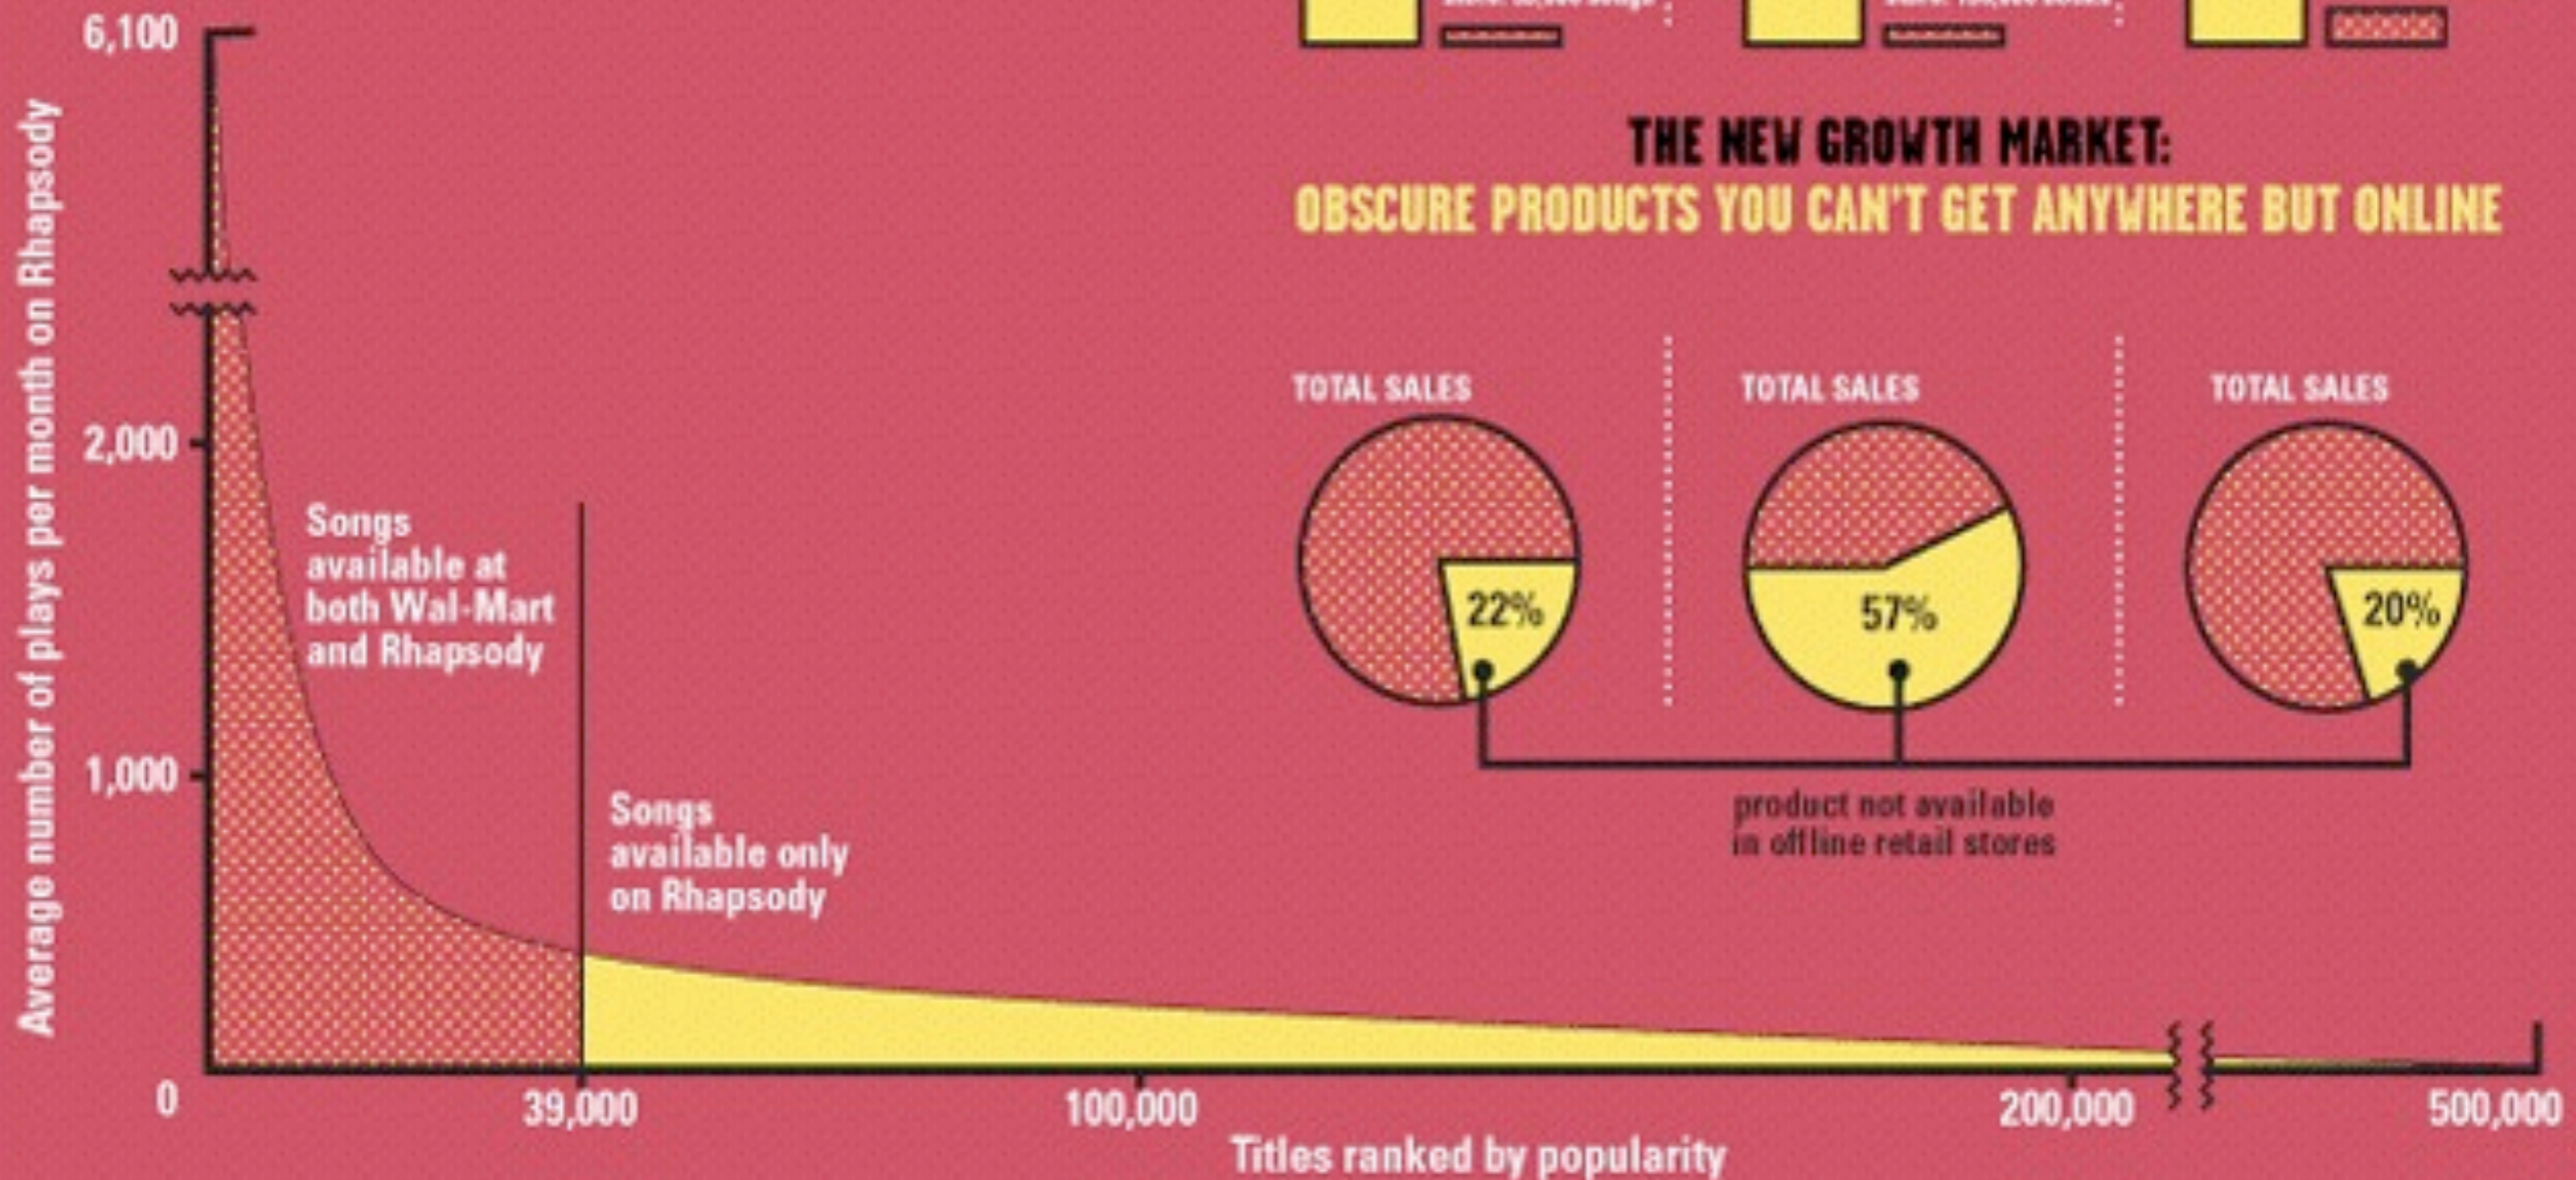 6,100
2,000
1,000
0
Average number of plays per month on Rhapsody
Songs
available at
both Wal-Mart
and Rhapsody
Songs
available only
on Rhapsody
39,000
100,000
200,000
500,000
Titles ranked by popularity
THE NEW GROWTH MARKET:
OBSCURE PRODUCTS YOU CAN'T GET ANYWHERE BUT ONLINE
TOTAL SALES
TOTAL SALES
TOTAL SALES
22%
57%
20%
product not available
in offline retail stores